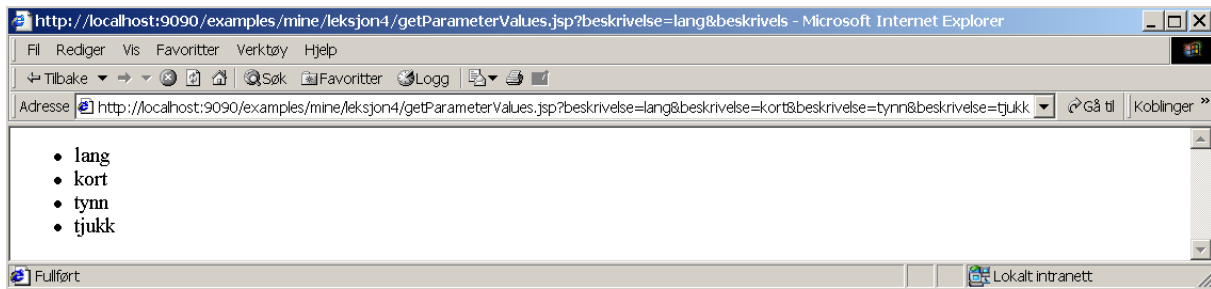 http://localhost:9090/examples/mine/leksjon4/getParameterValues.jsp?beskrivelse=lang&beskrivels - Microsoft Internet Explorer
Fil Rediger Vis Favoritter Verktøy Hjelp
Tilbake Søk Favoritter Logg
Adresse http://localhost:9090/examples/mine/leksjon4/getParameterValues.jsp?beskrivelse=lang&beskrivelse=kort&beskrivelse=tynn&beskrivelse=tjukk Gå til Koblinger »
• lang
• kort
• tynn
• tjukk
Fullført Lokalt intranett